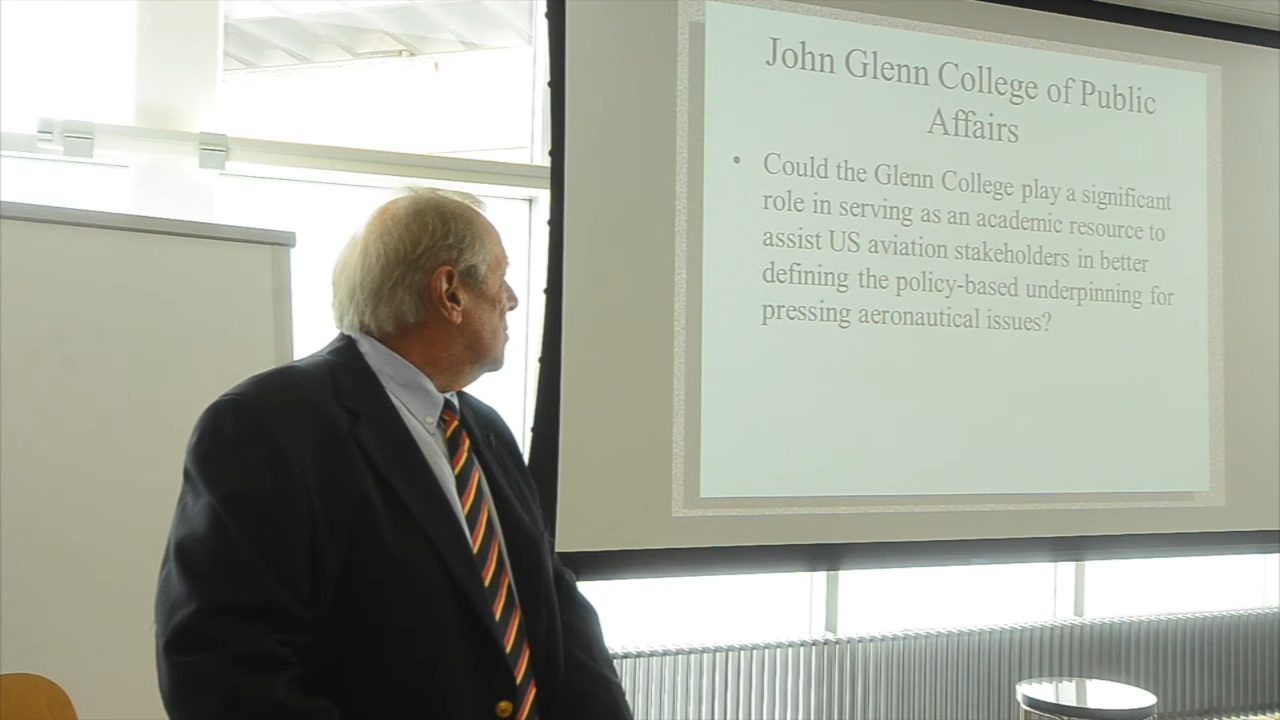 John Glenn College of Public
Affairs
• Could the Glenn College play a significant
role in serving as an academic resource to
assist US aviation stakeholders in better
defining the policy-based underpinning for
pressing aeronautical issues?